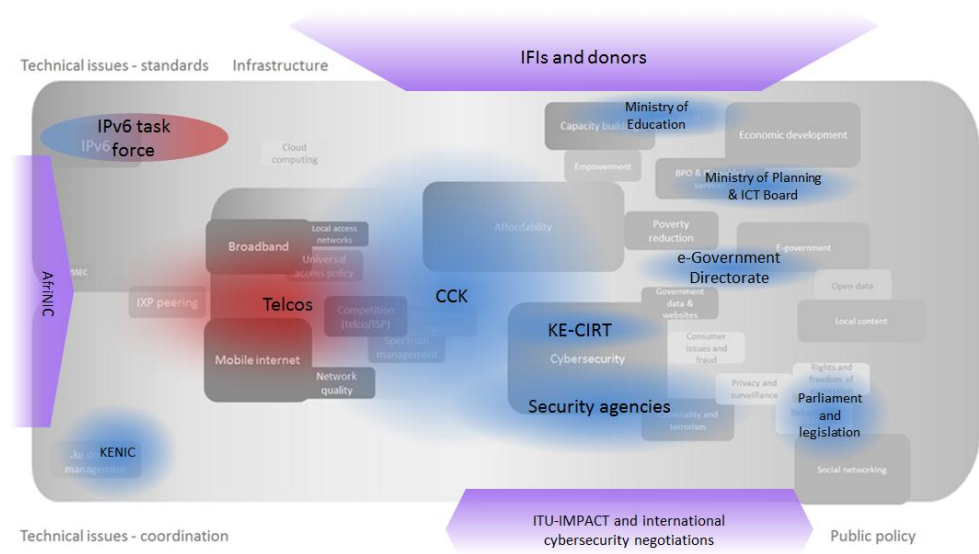 IFIs and donors
Technical issues - standards
Infrastructure
Ministry of
Education
Capacity
Economic development
IPv6 task
force
IPv6
Cloud
computing
Empowerment
BPO &
Ministry of Planning
& ICT Board
Affordability
Local access
networks
Broadband
Universal
access policy
Poverty
reduction
E-government
e-Government
Directorate
AfriNIC
IXP peering
Telcos
CCK
Competition
(telco/ISP)
Spectrum
management
Government
data &
websites
Open data
Local content
KE-CIRT
Cybersecurity
Consumer
issues and
fraud
Mobile internet
Network
quality
Privacy and
surveillance
Rights and
freedom of
Security agencies
and
terrorism
Parliament
and
legislation
KENIC
management
Social networking
ITU-IMPACT and international
cybersecurity negotiations
Technical issues - coordination
Public policy